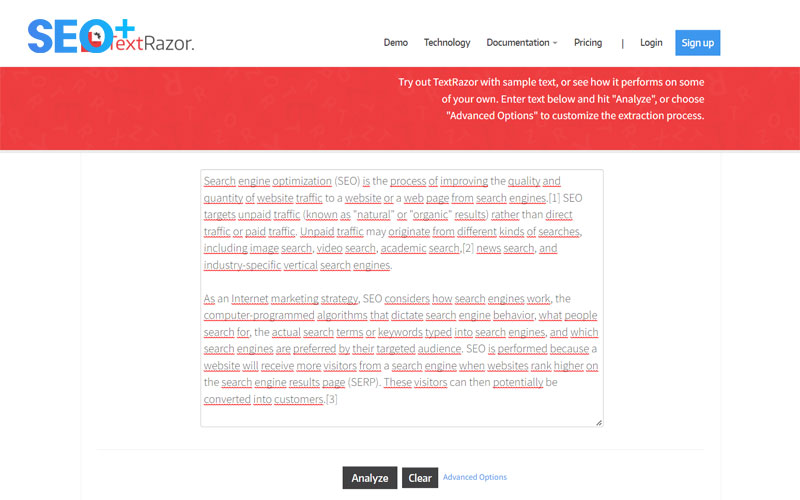 SEO+
TextRazor.
Demo Technology Documentation Pricing | Login Sign up
Try out TextRazor with sample text, or see how it performs on some
of your own. Enter text below and hit "Analyze", or choose
"Advanced Options" to customize the extraction process.
Search engine optimization (SEO) is the process of improving the quality and
quantity of website traffic to a website or a web page from search engines.[1] SEO
targets unpaid traffic (known as "natural" or "organic" results) rather than direct
traffic or paid traffic. Unpaid traffic may originate from different kinds of searches,
including image search, video search, academic search,[2] news search, and
industry-specific vertical search engines.
As an Internet marketing strategy, SEO considers how search engines work, the
computer-programmed algorithms that dictate search engine behavior, what people
search for, the actual search terms or keywords typed into search engines, and which
search engines are preferred by their targeted audience. SEO is performed because a
website will receive more visitors from a search engine when websites rank higher on
the search engine results page (SERP). These visitors can then potentially be
converted into customers.[3]
Analyze Clear Advanced Options